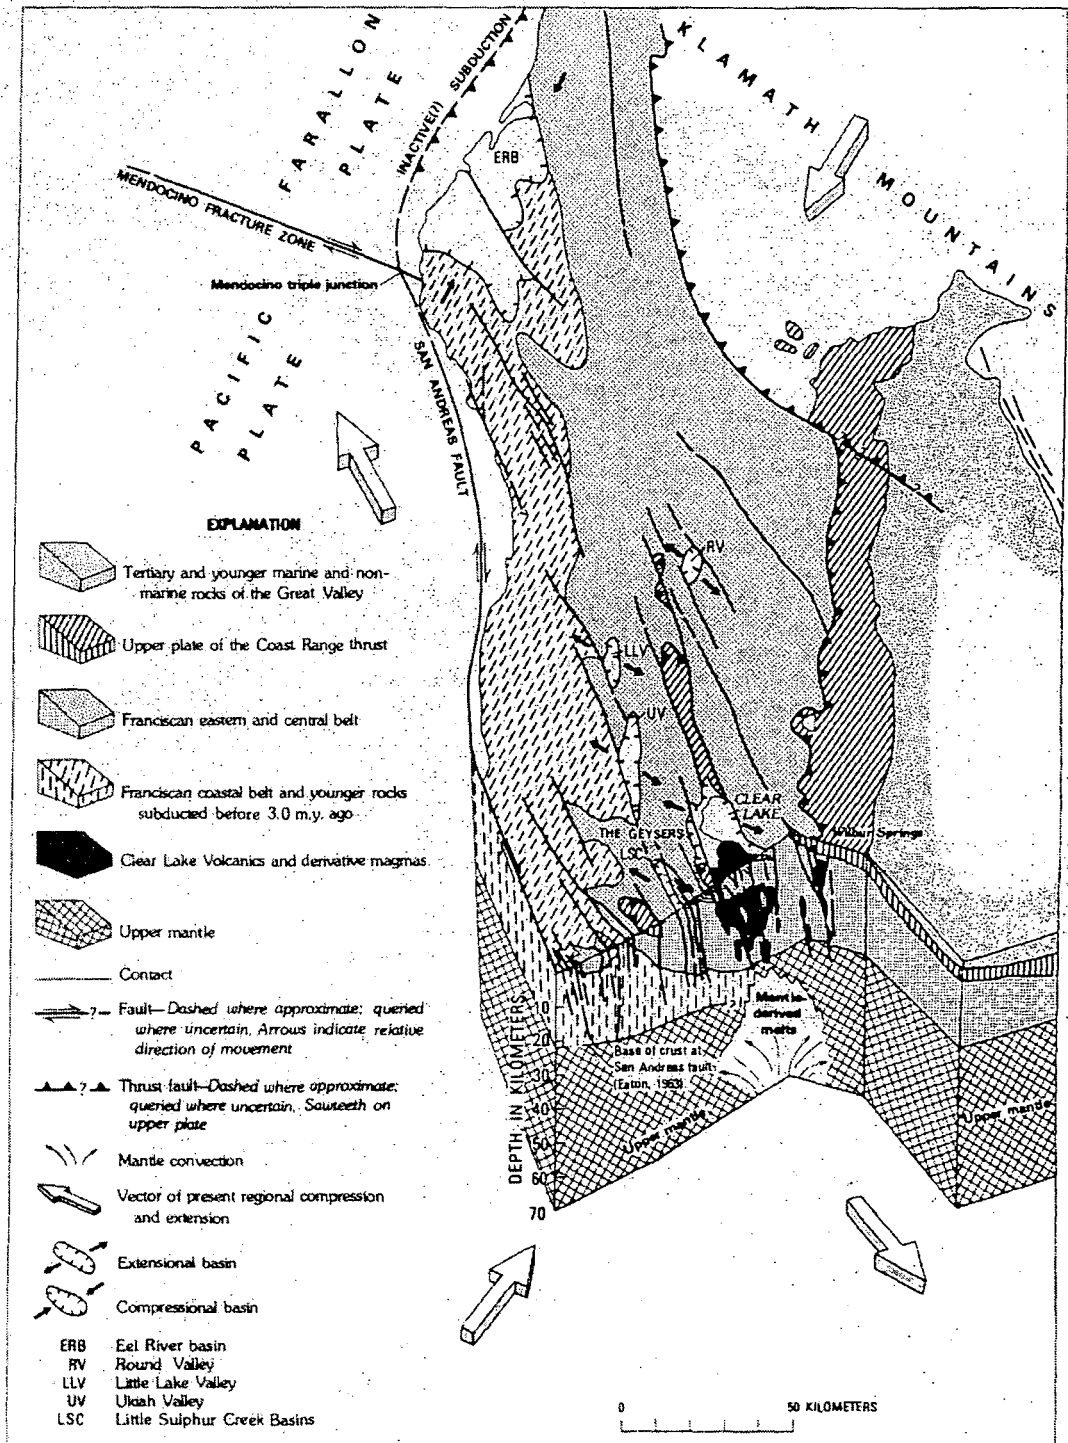 FARALLON
PLATE
INACTIVE(?) SUBDUCTION
KLAMATH MOUNTAINS
ERB
MENDOCINO FRACTURE ZONE
Mendocino triple junction
PACIFIC
PLATE
SAN ANDREAS FAULT
RV
LLV
UV
CLEAR
LAKE
THE GEYSERS
LSC
Wilbur Springs
EXPLANATION
Tertiary and younger marine and non-
marine rocks of the Great Valley
Upper plate of the Coast Range thrust
Franciscan eastern and central belt
Franciscan coastal belt and younger rocks
subducted before 3.0 m.y. ago
Clear Lake Volcanics and derivative magmas
Upper mantle
Contact
?
Fault—Dashed where approximate; queried
where uncertain. Arrows indicate relative
direction of movement
?
Thrust fault—Dashed where approximate;
queried where uncertain. Sawteeth on
upper plate
Mantle convection
Vector of present regional compression
and extension
Extensional basin
Compressional basin
ERB Eel River basin
RV Round Valley
LLV Little Lake Valley
UV Ukiah Valley
LSC Little Sulphur Creek Basins
DEPTH IN KILOMETERS
0
20
30
40
50
60
70
Mantle-
derived
melts
Base of crust at
San Andreas fault
(Eaton, 1963)
Upper mantle
Upper mantle
0 50 KILOMETERS